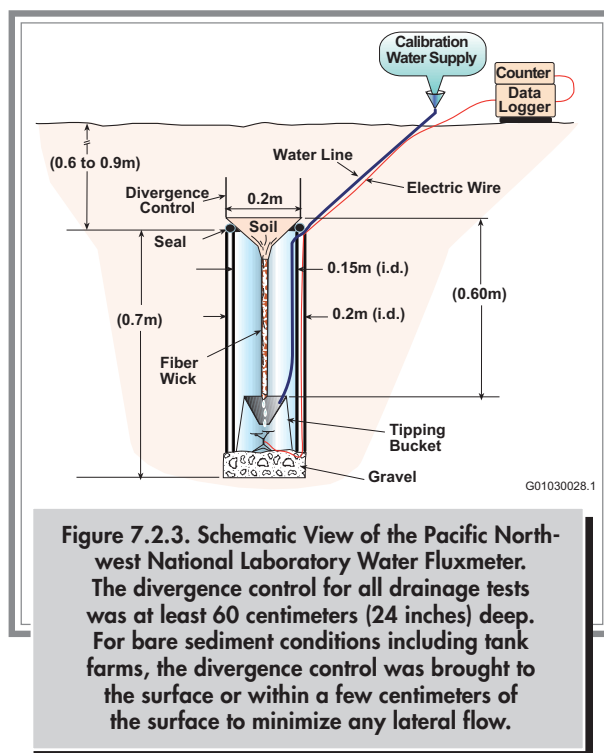 Calibration
Water Supply
Counter
Data
Logger
(0.6 to 0.9m)
Water Line
Electric Wire
Divergence
Control
0.2m
Soil
Seal
0.15m (i.d.)
(0.60m)
(0.7m)
0.2m (i.d.)
Fiber
Wick
Tipping
Bucket
Gravel
G01030028.1
Figure 7.2.3. Schematic View of the Pacific North-
west National Laboratory Water Fluxmeter.
The divergence control for all drainage tests
was at least 60 centimeters (24 inches) deep.
For bare sediment conditions including tank
farms, the divergence control was brought to
the surface or within a few centimeters of
the surface to minimize any lateral flow.